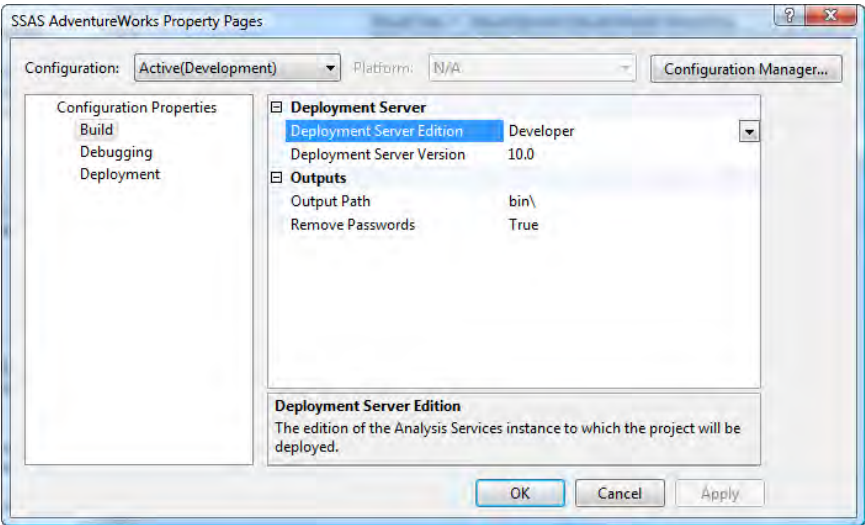 SSAS AdventureWorks Property Pages
Configuration: Active(Development) Platform: N/A Configuration Manager...
Configuration Properties
Build
Debugging
Deployment
Deployment Server
Deployment Server Edition Developer
Deployment Server Version 10.0
Outputs
Output Path bin\
Remove Passwords True
Deployment Server Edition
The edition of the Analysis Services instance to which the project will be
deployed.
OK Cancel Apply